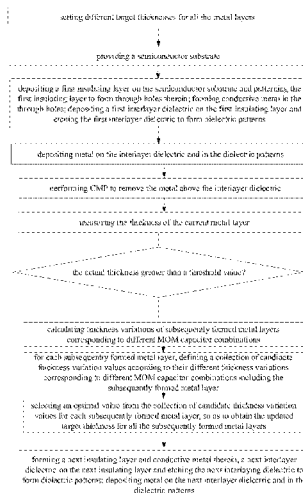 setting different target thicknesses for all the metal layers
providing a semiconductor substrate
depositing a first insulating layer on the semiconductor substrate and patterning the
first insulating layer to form through holes therein; forming conductive metal in the
through holes; depositing a first interlayer dielectric on the first insulating layer and
etching the first interlayer dielectric to form dielectric patterns
depositing metal on the interlayer dielectric and in the dielectric patterns
performing CMP to remove the metal above the interlayer dielectric
measuring the thickness of the current metal layer
the actual thickness greater than a threshold value?
calculating thickness variations of subsequently formed metal layers
corresponding to different MOM capacitor combinations
for each subsequently formed metal layer, defining a collection of candidate
thickness variation values according to their different thickness variations
corresponding to different MOM capacitor combinations including the
subsequently formed metal layer
selecting an optimal value from the collection of candidate thickness variation
values for each subsequently formed metal layer, so as to obtain the updated
target thickness for all the subsequently formed metal layers
forming a next insulating layer and conductive metal therein, a next interlayer
dielectric on the next insulating layer and etching the next interlaying dielectric to
form dielectric patterns; depositing metal on the next interlayer dielectric and in the
dielectric patterns